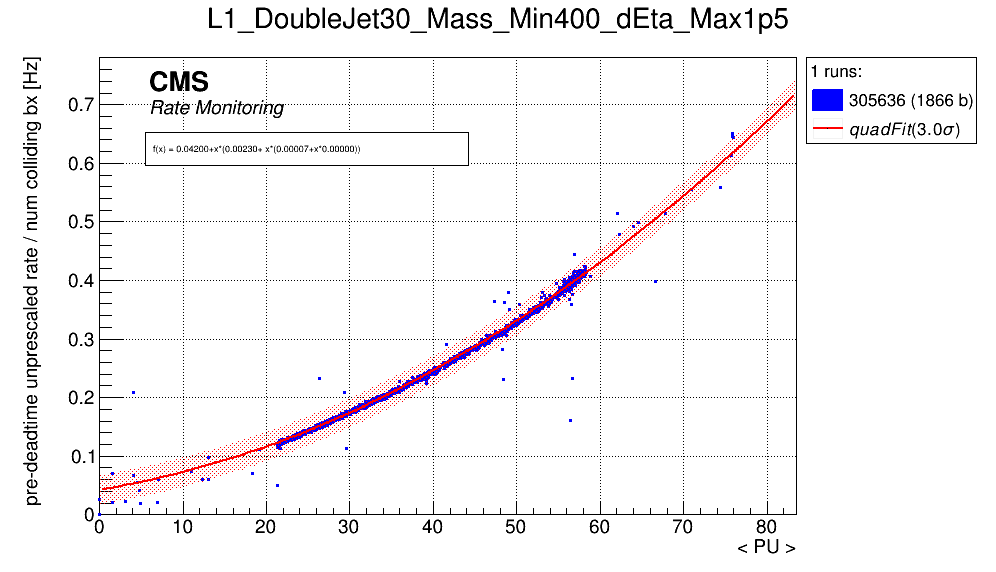 L1_DoubleJet30_Mass_Min400_dEta_Max1p5
pre-deadtime unprescaled rate / num colliding bx [Hz]
CMS
Rate Monitoring
f(x) = 0.04200+x*(0.00230+ x*(0.00007+x*0.00000))
1 runs:
305636 (1866 b)
quadFit(3.0σ)
0.7
0.6
0.5
0.4
0.3
0.2
0.1
0
0 10 20 30 40 50 60 70 80
< PU >